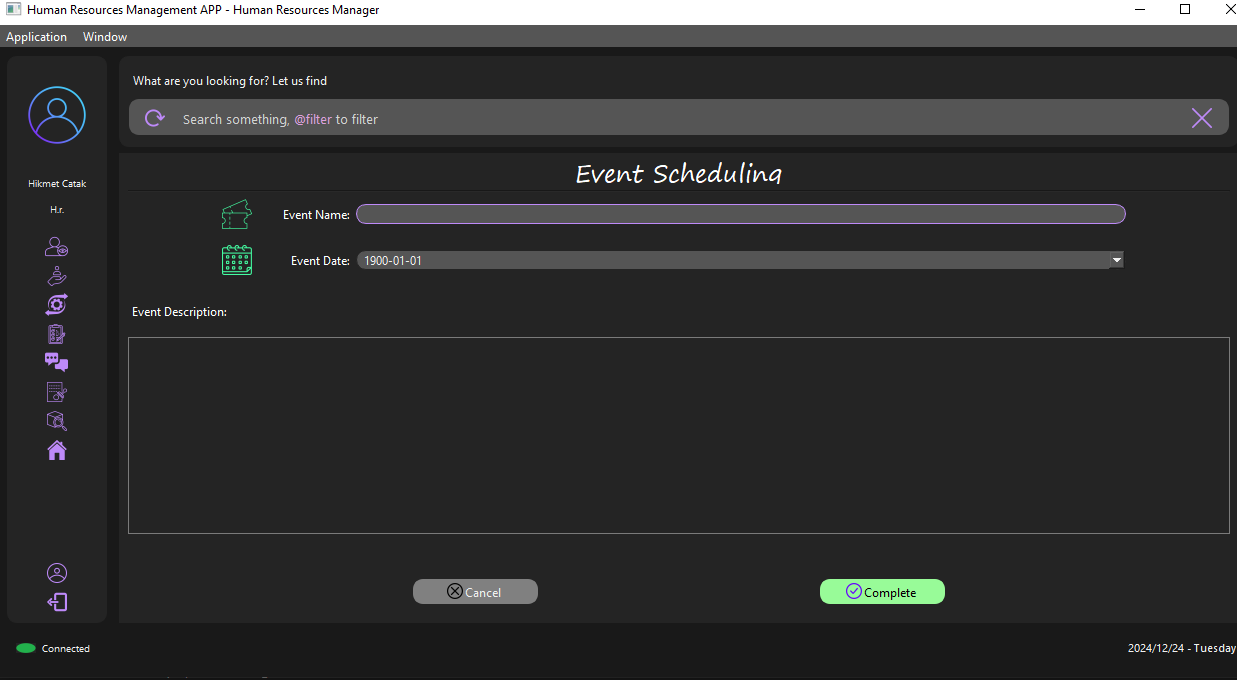 Human Resources Management APP - Human Resources Manager
Application Window
What are you looking for? Let us find
Search something, @filter to filter
Hikmet Catak
H.r.
Event Scheduling
Event Name:
Event Date: 1900-01-01
Event Description:
Cancel
Complete
Connected
2024/12/24 - Tuesday